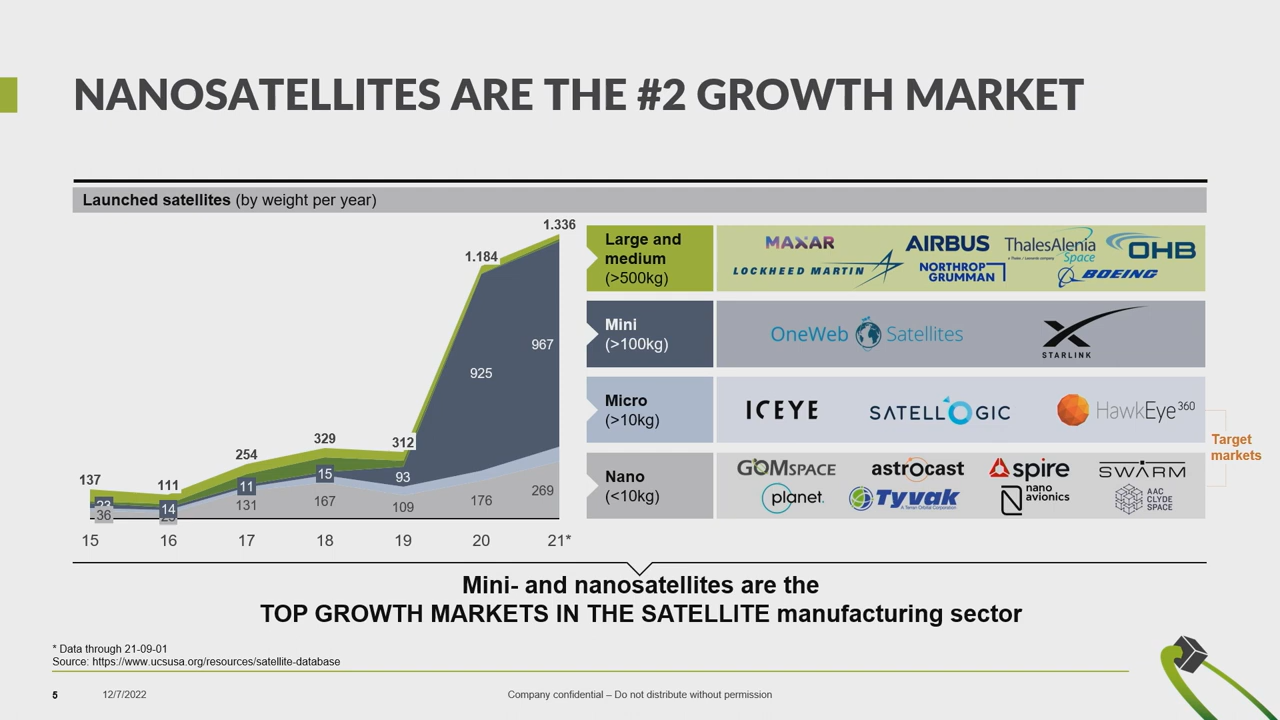 NANOSATELLITES ARE THE #2 GROWTH MARKET
Launched satellites (by weight per year)
137
111
254
329
312
1.184
1.336
36
14
11
131
15
167
93
109
925
176
967
269
15
16
17
18
19
20
21*
Large and
medium
(>500kg)
MAXAR
AIRBUS
ThalesAlenia
Space
OHB
LOCKHEED MARTIN
NORTHROP
GRUMMAN
BOEING
Mini
(>100kg)
OneWeb Satellites
STARLINK
Micro
(>10kg)
ICEYE
SATELLOGIC
HawkEye360
Nano
(<10kg)
GOMSPACE
astrocast
spire
SWARM
planet.
Tyvak
A Terran Orbital Corporation
nano
avionics
AAC
CLYDE
SPACE
Target
markets
Mini- and nanosatellites are the
TOP GROWTH MARKETS IN THE SATELLITE manufacturing sector
* Data through 21-09-01
Source: https://www.ucsusa.org/resources/satellite-database
5
12/7/2022
Company confidential – Do not distribute without permission